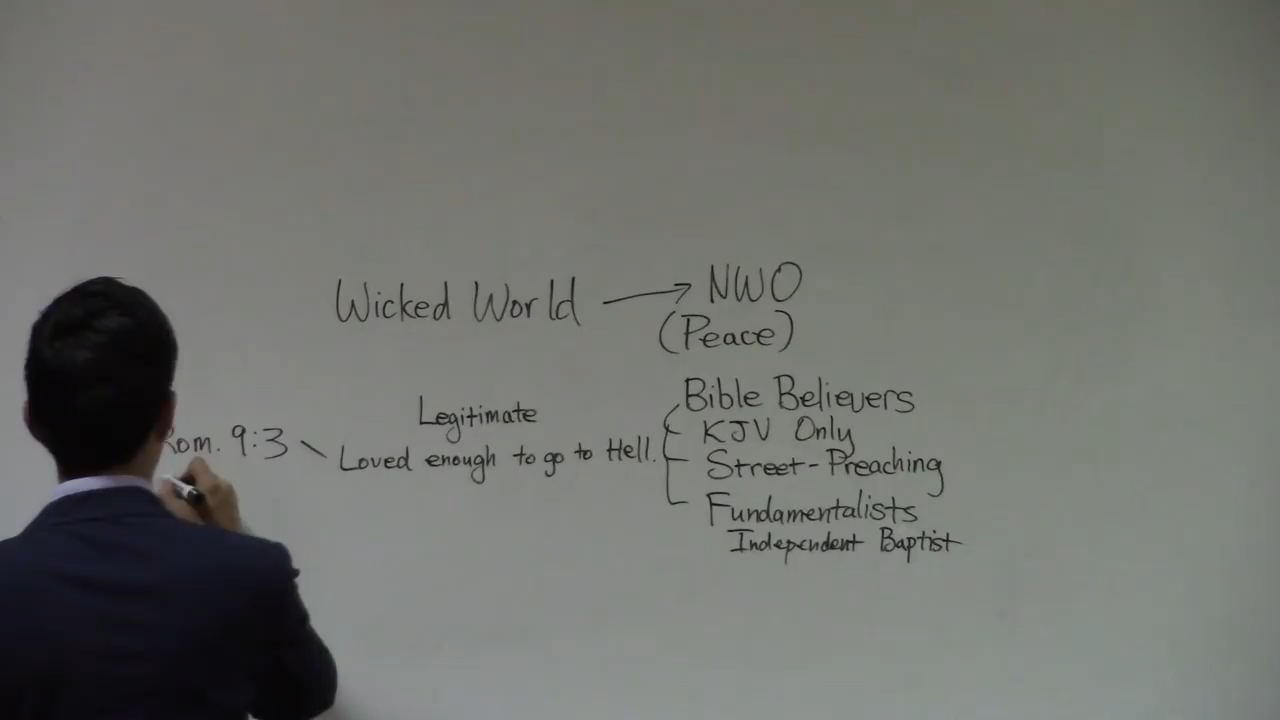 Wicked World → NWO
(Peace)
Bible Believers
Legitimate
KJV Only
Rom. 9:3 \ Loved enough to go to Hell.
Street-Preaching
Fundamentalists
Independent Baptist